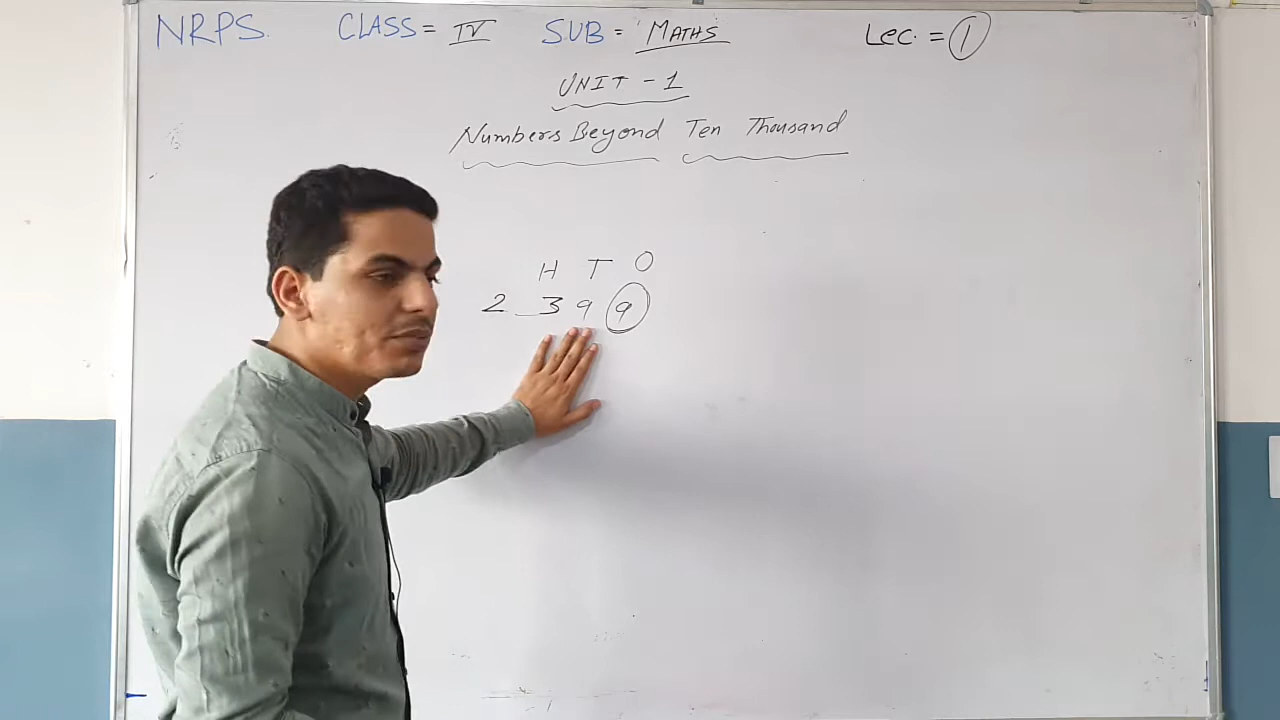 NRPS. CLASS = IV SUB = 'MATHS Lec. = 1
UNIT - 1
Numbers Beyond Ten Thousand
H T O
2 3 9 9